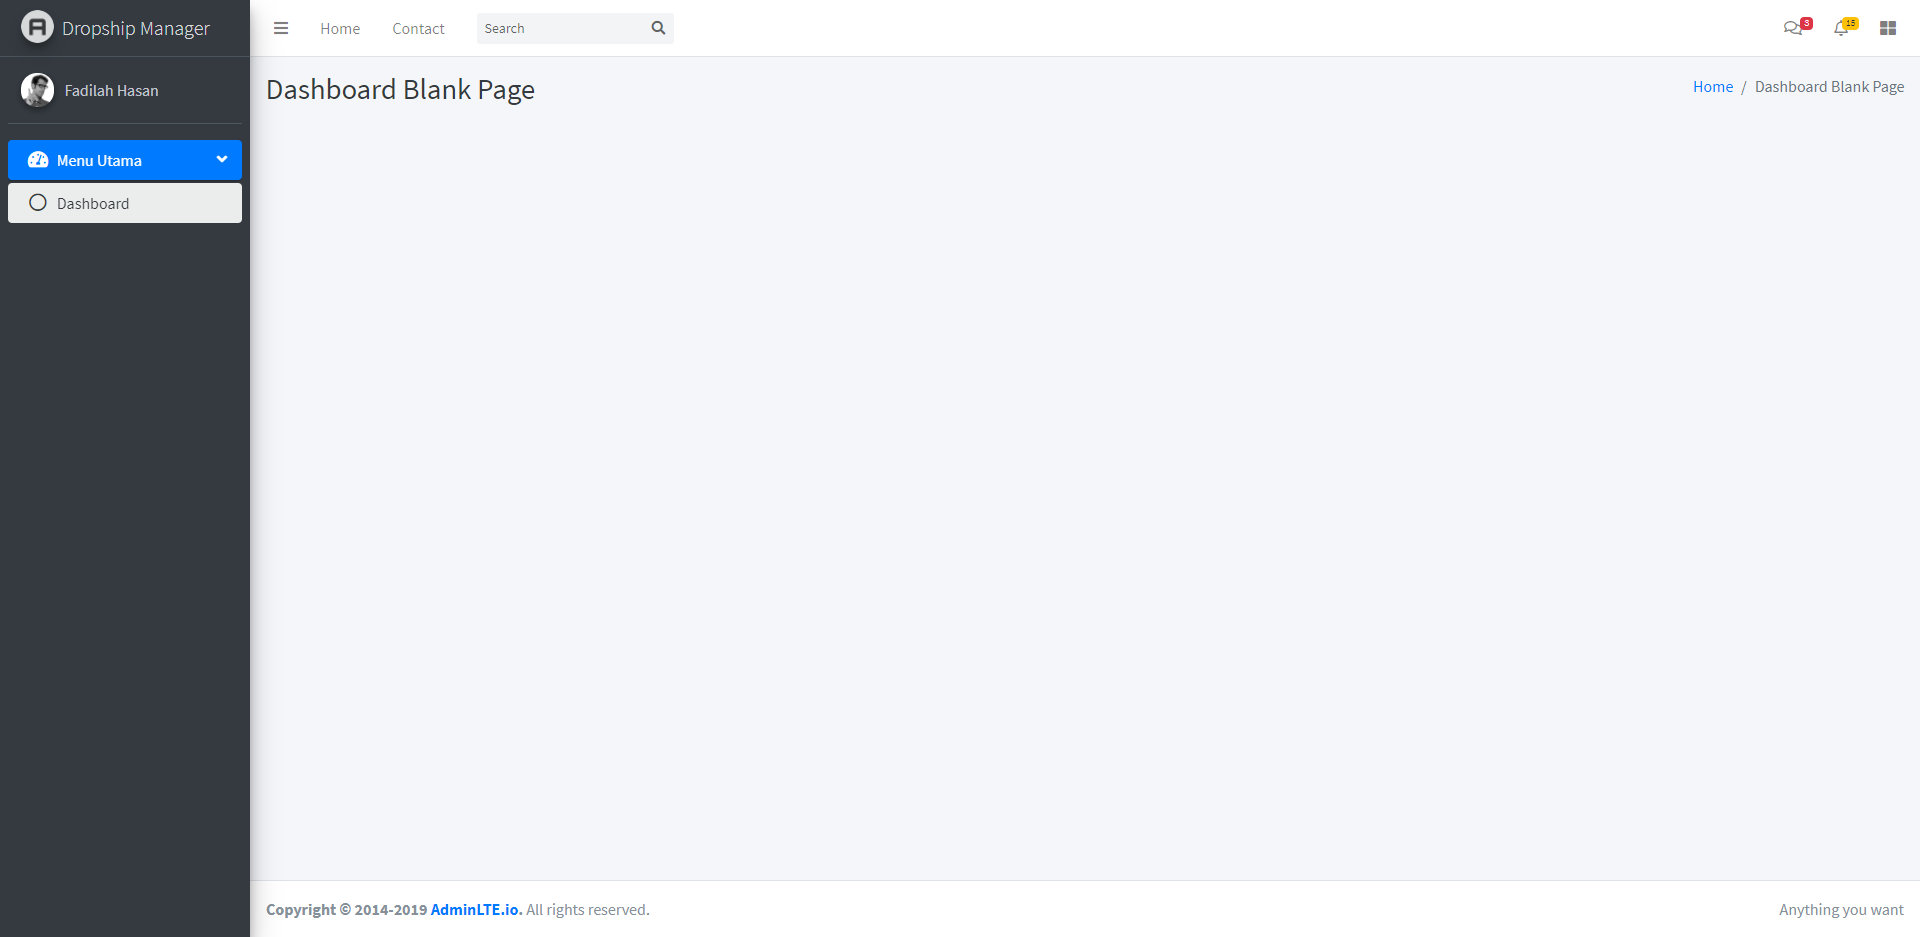 Dropship Manager
Home
Contact
Search
3
15
Fadilah Hasan
Dashboard Blank Page
Home / Dashboard Blank Page
Menu Utama
Dashboard
Copyright © 2014-2019 AdminLTE.io. All rights reserved.
Anything you want